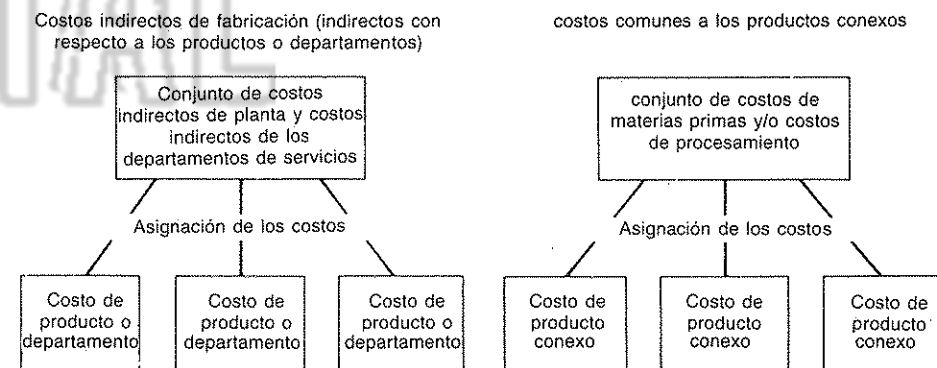 Costos indirectos de fabricación (indirectos con
respecto a los productos o departamentos)
Conjunto de costos
indirectos de planta y costos
indirectos de los
departamentos de servicios
Asignación de los costos
Costo de
producto o
departamento
Costo de
producto o
departamento
Costo de
producto o
departamento
costos comunes a los productos conexos
conjunto de costos de
materias primas y/o costos
de procesamiento
Asignación de los costos
Costo de
producto
conexo
Costo de
producto
conexo
Costo de
producto
conexo